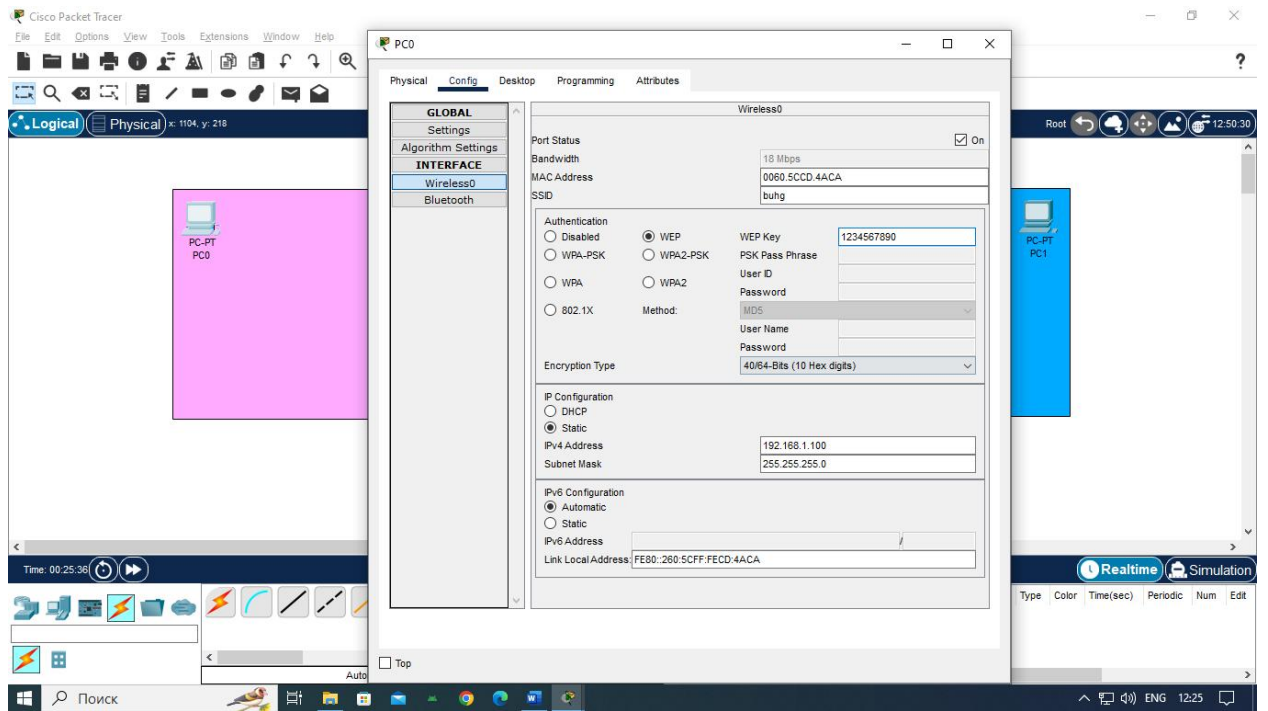 Cisco Packet Tracer
File Edit Options View Tools Extensions Window Help
?
Logical Physical x: 1104, y: 218
Root 12:50:30
PC-PT
PC0
PC-PT
PC1
PC0
Physical Config Desktop Programming Attributes
GLOBAL
Settings
Algorithm Settings
INTERFACE
Wireless0
Bluetooth
Wireless0
Port Status On
Bandwidth 18 Mbps
MAC Address 0060.5CCD.4ACA
SSID buhg
Authentication
Disabled WEP WEP Key 1234567890
WPA-PSK WPA2-PSK PSK Pass Phrase
User ID
WPA WPA2
Password
802.1X Method: MD5
User Name
Password
Encryption Type 40/64-Bits (10 Hex digits)
IP Configuration
DHCP
Static
IPv4 Address 192.168.1.100
Subnet Mask 255.255.255.0
IPv6 Configuration
Automatic
Static
IPv6 Address /
Link Local Address: FE80::260:5CFF:FECD:4ACA
Top
Time: 00:25:36
Realtime Simulation
Type Color Time(sec) Periodic Num Edit
Auto
Поиск
ENG 12:25